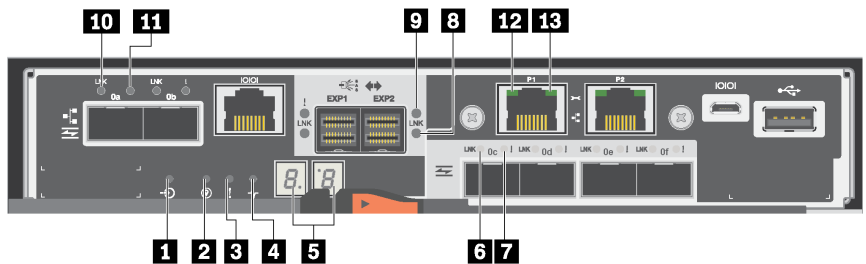 10 11 9 8 12 13
LNK LNK !
0a 0b
IOIOI
EXP1 EXP2
! LNK
LNK
P1 P2
IOIOI
LNK 0c ! LNK 0d ! LNK 0e ! LNK 0f !
8. 8.
!
1 2 3 4 5 6 7